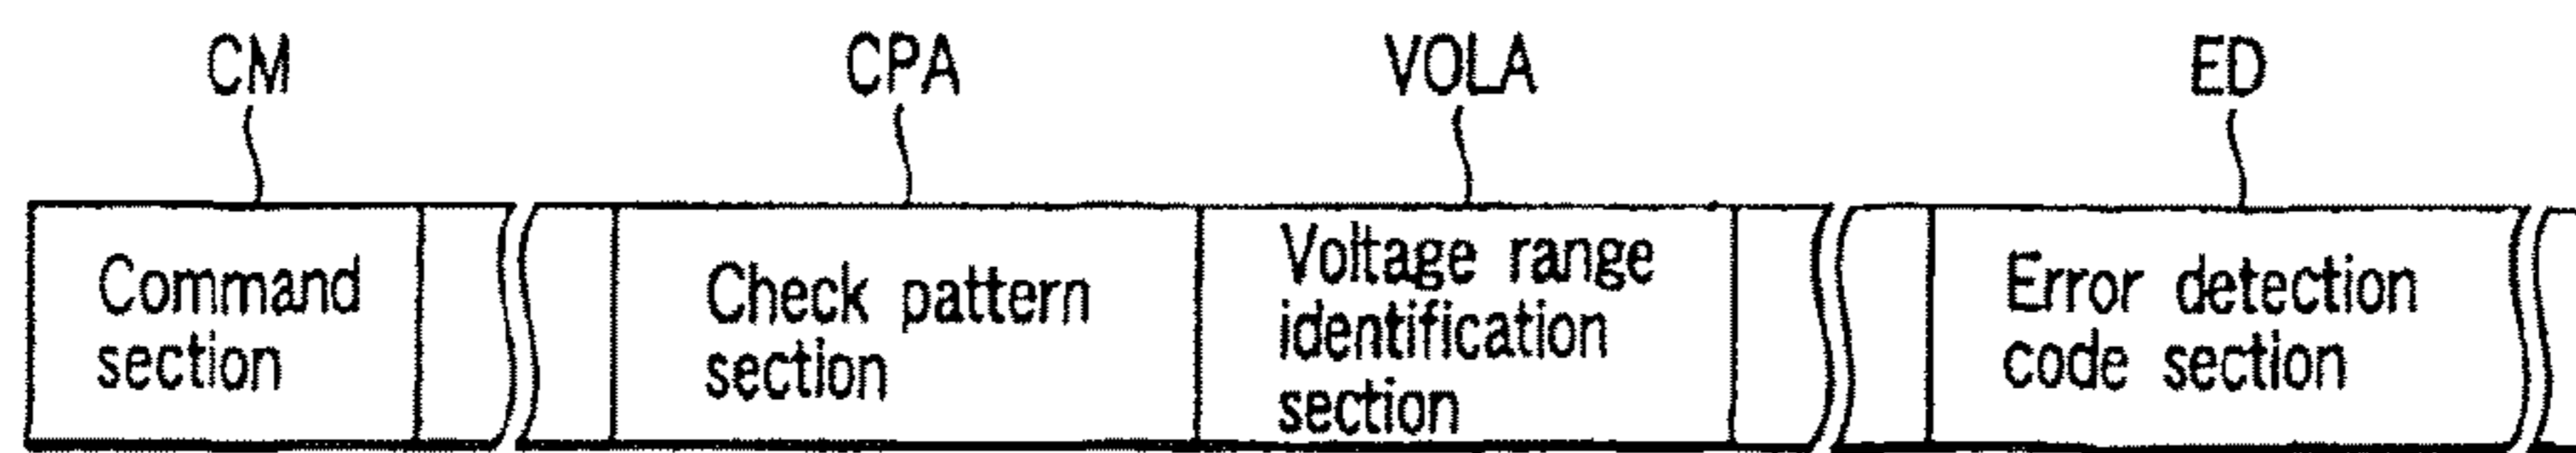 CM CPA VOLA ED
Command
section
Check pattern
section
Voltage range
identification
section
Error detection
code section